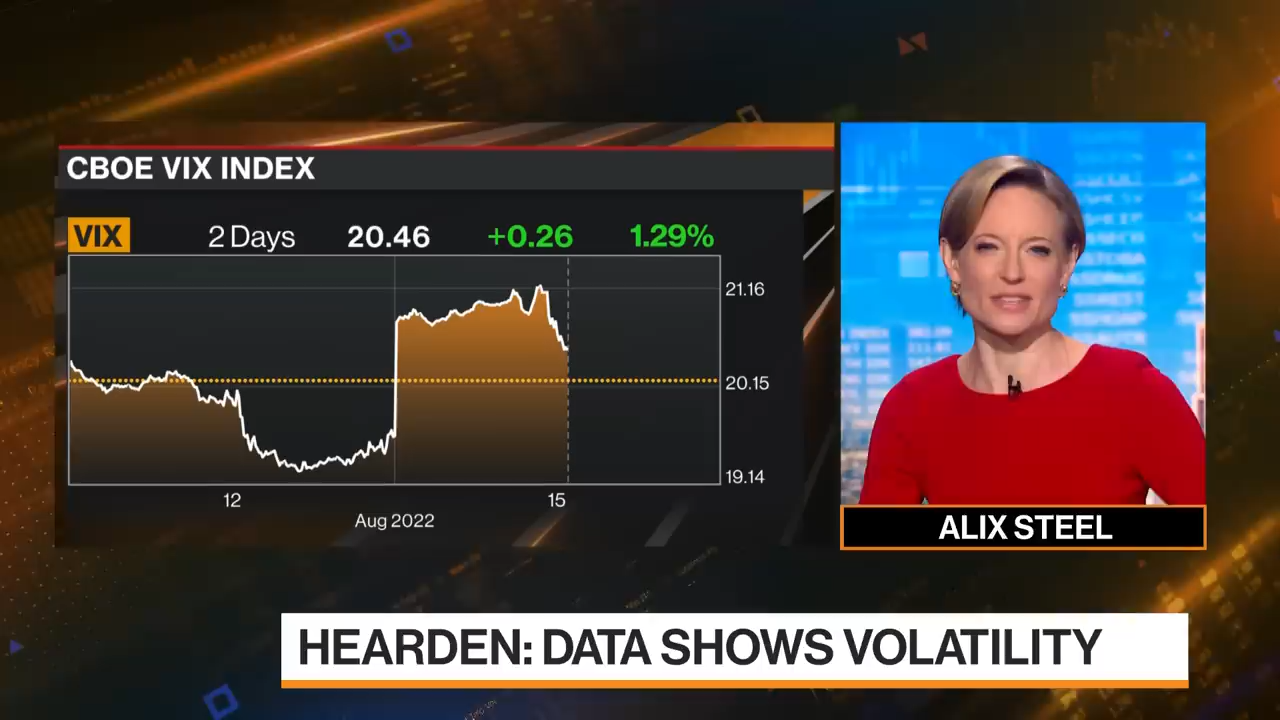 CBOE VIX INDEX
VIX 2 Days 20.46 +0.26 1.29%
21.16
20.15
19.14
12 15
Aug 2022
ALIX STEEL
HEARDEN: DATA SHOWS VOLATILITY